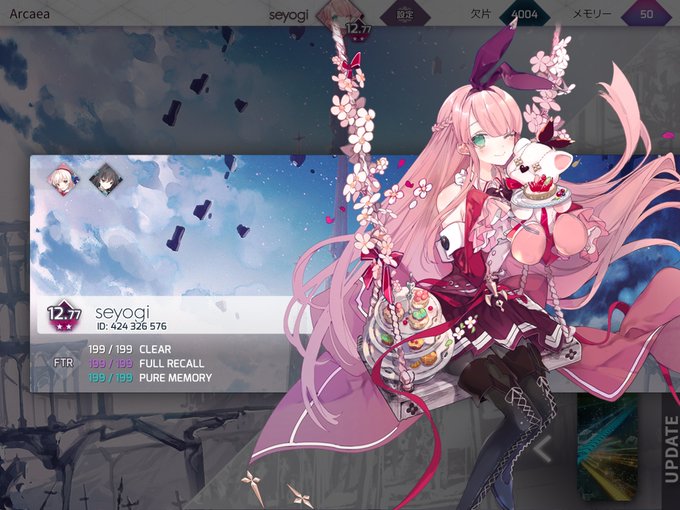 Arcaea
seyogi
12.77
設定
欠片
4004
メモリー
50
12.77
seyogi
ID: 424 326 576
FTR
199 / 199 CLEAR
199 / 199 FULL RECALL
199 / 199 PURE MEMORY
UPDATE